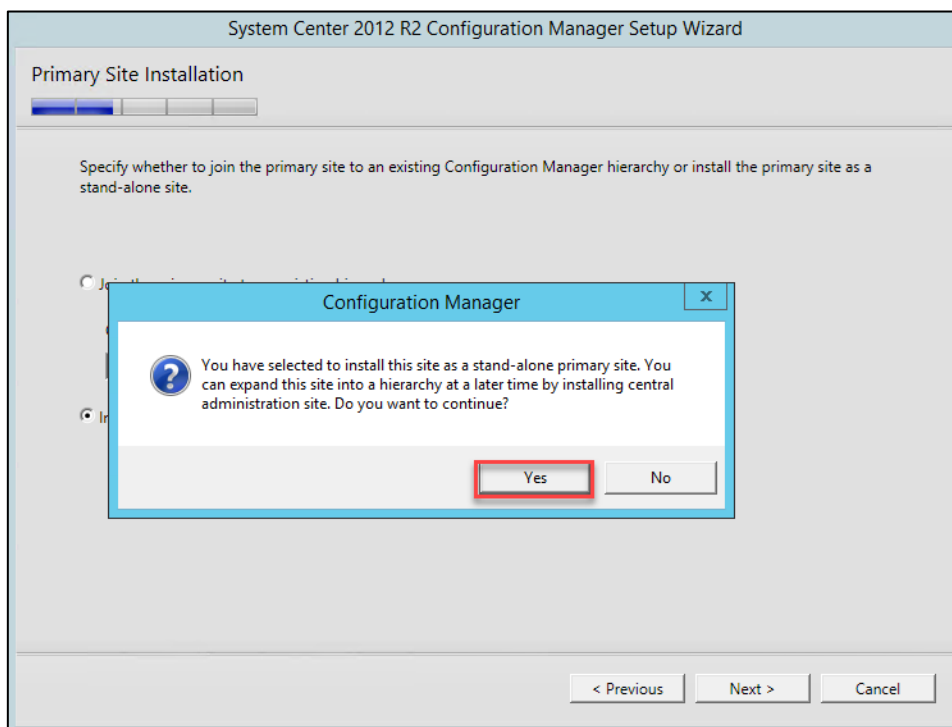 System Center 2012 R2 Configuration Manager Setup Wizard
Primary Site Installation
Specify whether to join the primary site to an existing Configuration Manager hierarchy or install the primary site as a
stand-alone site.
Configuration Manager
x
You have selected to install this site as a stand-alone primary site. You
can expand this site into a hierarchy at a later time by installing central
administration site. Do you want to continue?
Yes
No
< Previous
Next >
Cancel